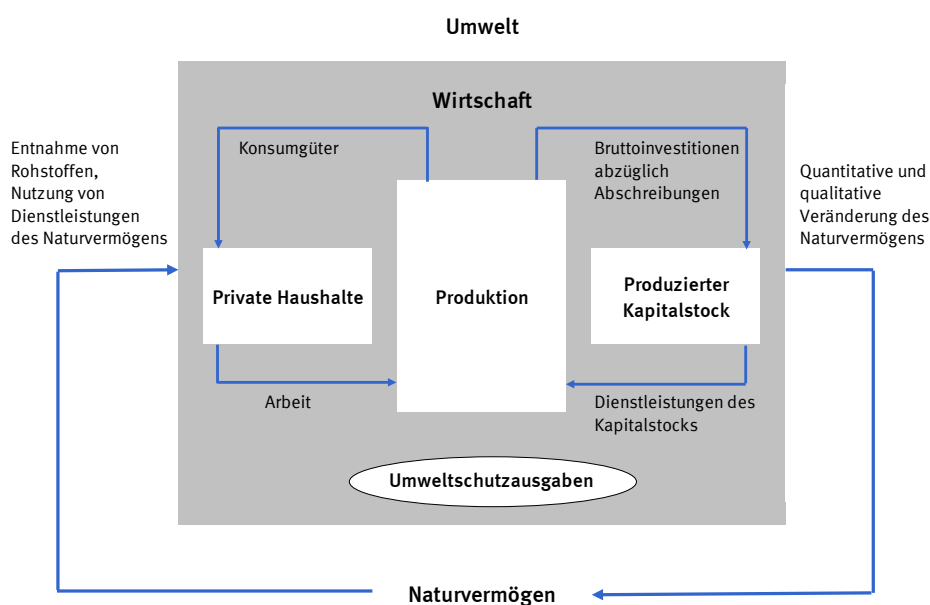 Umwelt
Wirtschaft
Entnahme von
Rohstoffen,
Nutzung von
Dienstleistungen
des Naturvermögens
Konsumgüter
Bruttoinvestitionen
abzüglich
Abschreibungen
Quantitative und
qualitative
Veränderung des
Naturvermögens
Private Haushalte
Produktion
Produzierter
Kapitalstock
Arbeit
Dienstleistungen des
Kapitalstocks
Umweltschutzausgaben
Naturvermögen